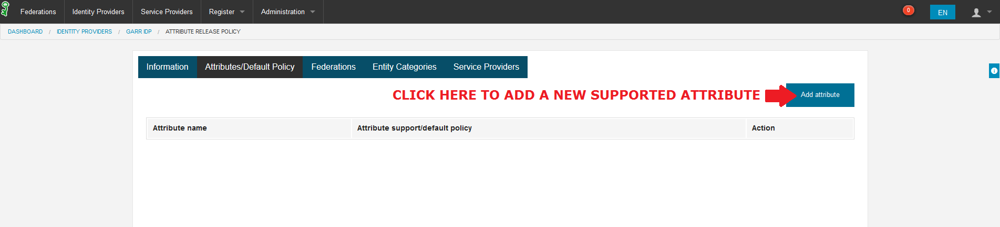 Federations Identity Providers Service Providers Register Administration 0 EN
DASHBOARD / IDENTITY PROVIDERS / GARR IDP / ATTRIBUTE RELEASE POLICY
Information Attributes/Default Policy Federations Entity Categories Service Providers
CLICK HERE TO ADD A NEW SUPPORTED ATTRIBUTE Add attribute
Attribute name Attribute support/default policy Action